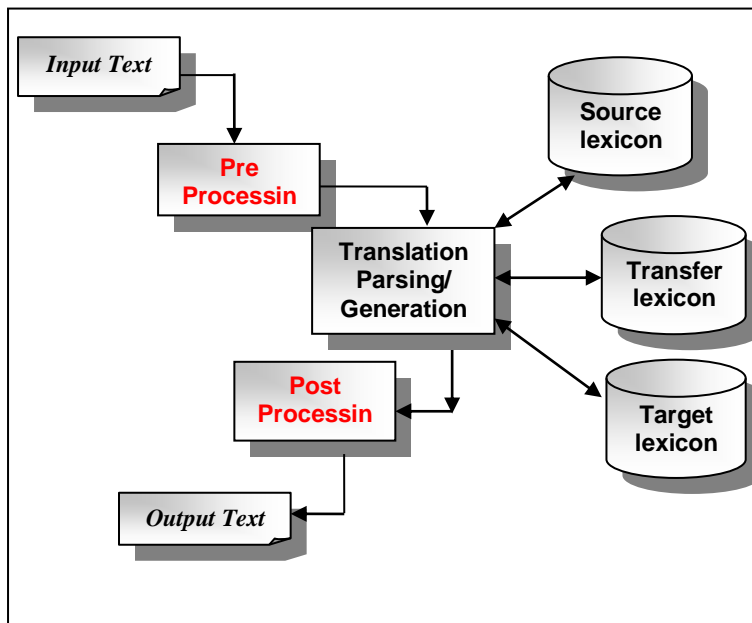 Input Text
Source
lexicon
Pre
Processin
Translation
Parsing/
Generation
Transfer
lexicon
Post
Processin
Target
lexicon
Output Text